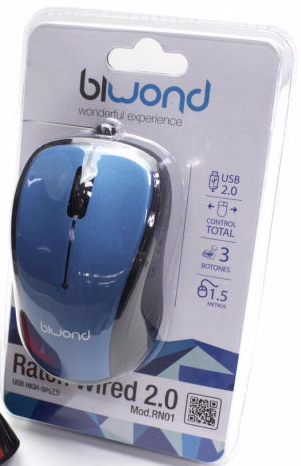 biwond
wonderful experience
USB
2.0
CONTROL
TOTAL
3
BOTONES
1.5
METROS
biwond
Wired 2.0
USB HIGH-SPEED
Mod.RN01